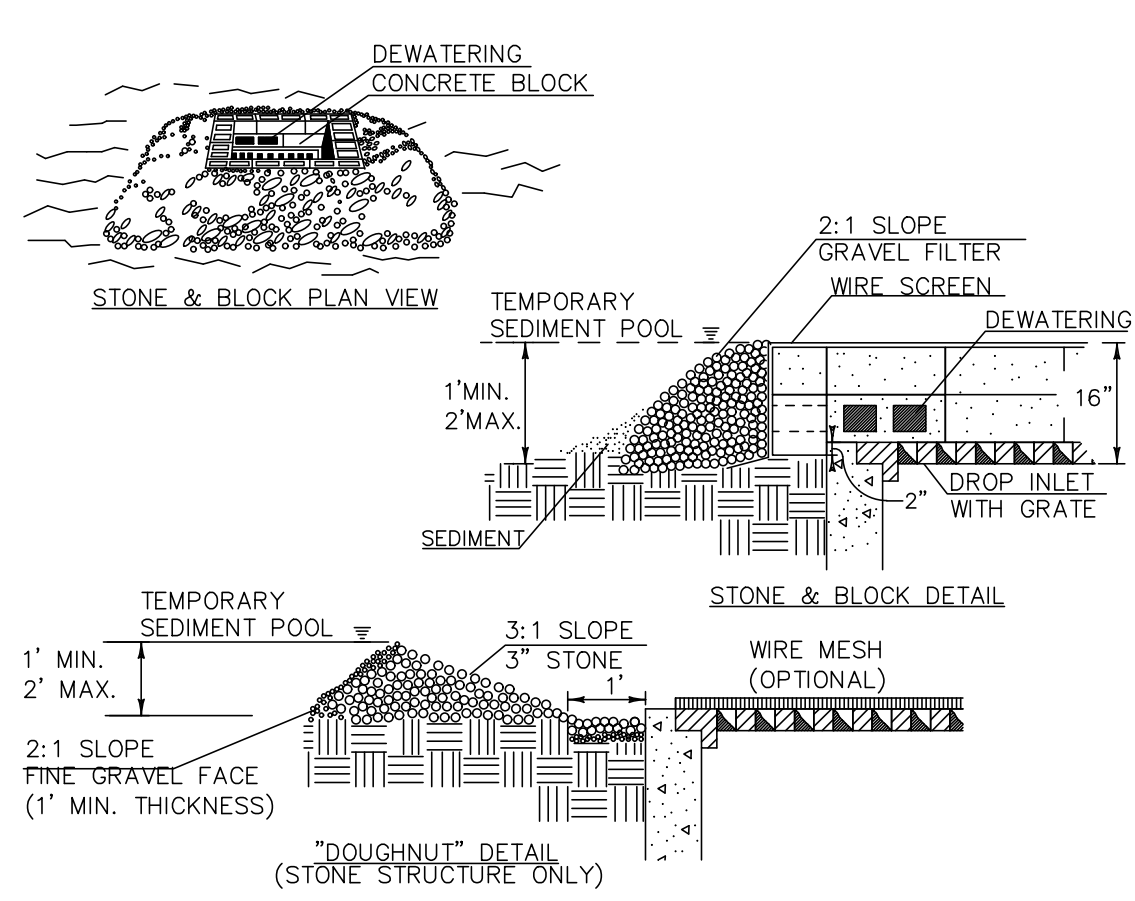 DEWATERING
CONCRETE BLOCK
STONE & BLOCK PLAN VIEW
2:1 SLOPE
GRAVEL FILTER
WIRE SCREEN
TEMPORARY
SEDIMENT POOL
DEWATERING
1'MIN.
2'MAX.
16"
DROP INLET
WITH GRATE
2"
SEDIMENT
STONE & BLOCK DETAIL
TEMPORARY
SEDIMENT POOL
3:1 SLOPE
3" STONE
1'
WIRE MESH
(OPTIONAL)
1' MIN.
2' MAX.
2:1 SLOPE
FINE GRAVEL FACE
(1' MIN. THICKNESS)
"DOUGHNUT" DETAIL
(STONE STRUCTURE ONLY)